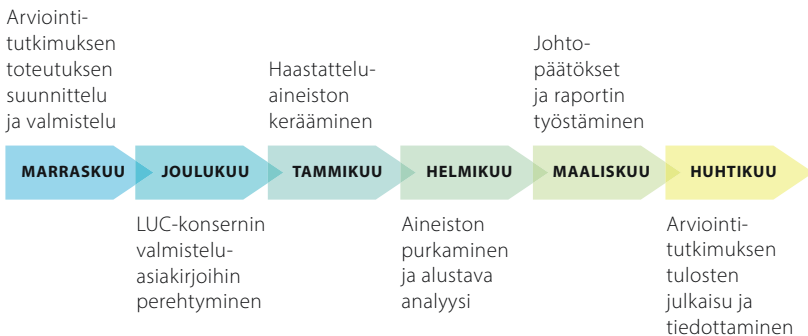 Arviointi-
tutkimuksen
toteutuksen
suunnittelu
ja valmistelu
Haastattelu-
aineiston
kerääminen
Johto-
päätökset
ja raportin
työstäminen
MARRASKUU
JOULUKUU
TAMMIKUU
HELMIKUU
MAALISKUU
HUHTIKUU
LUC-konsernin
valmistelu-
asiakirjoihin
perehtyminen
Aineiston
purkaminen
ja alustava
analyysi
Arviointi-
tutkimuksen
tulosten
julkaisu ja
tiedottaminen